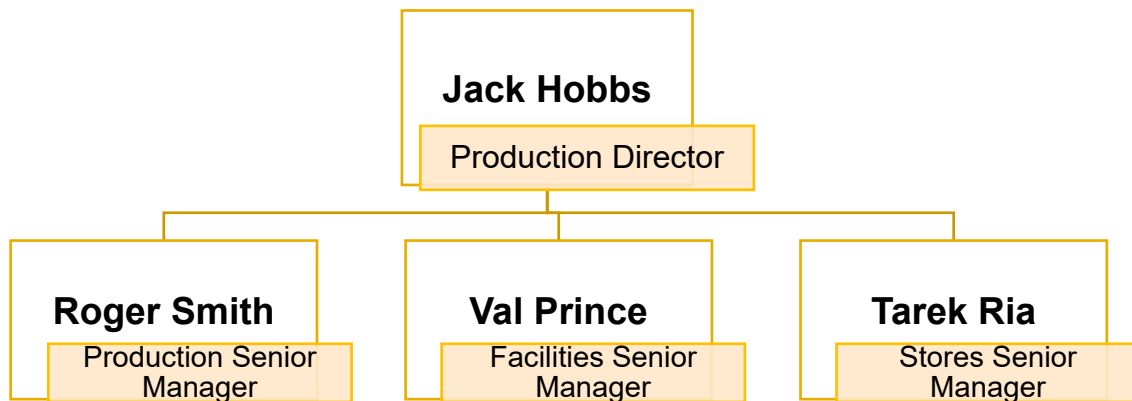 Jack Hobbs
Production Director
Roger Smith
Production Senior
Manager
Val Prince
Facilities Senior
Manager
Tarek Ria
Stores Senior
Manager